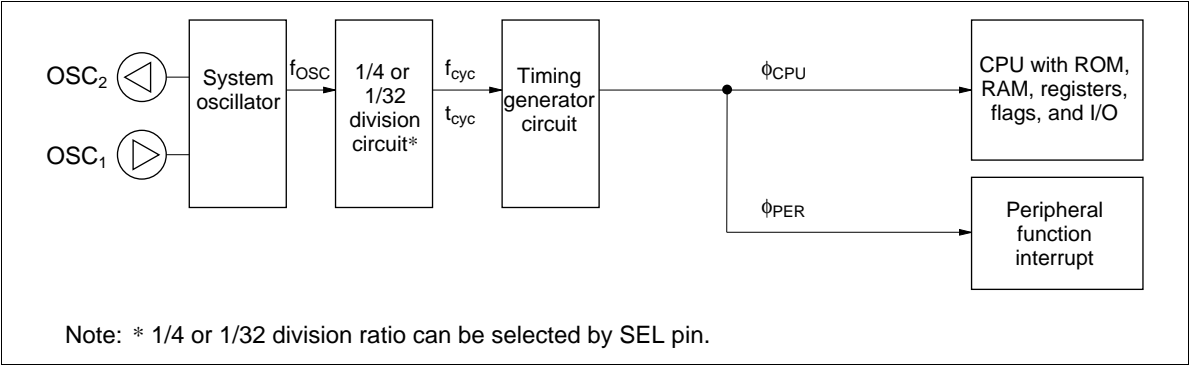 OSC₂
OSC₁
System
oscillator
fOSC
1/4 or
1/32
division
circuit*
fcyc
tcyc
Timing
generator
circuit
ϕCPU
ϕPER
CPU with ROM,
RAM, registers,
flags, and I/O
Peripheral
function
interrupt
Note: * 1/4 or 1/32 division ratio can be selected by SEL pin.